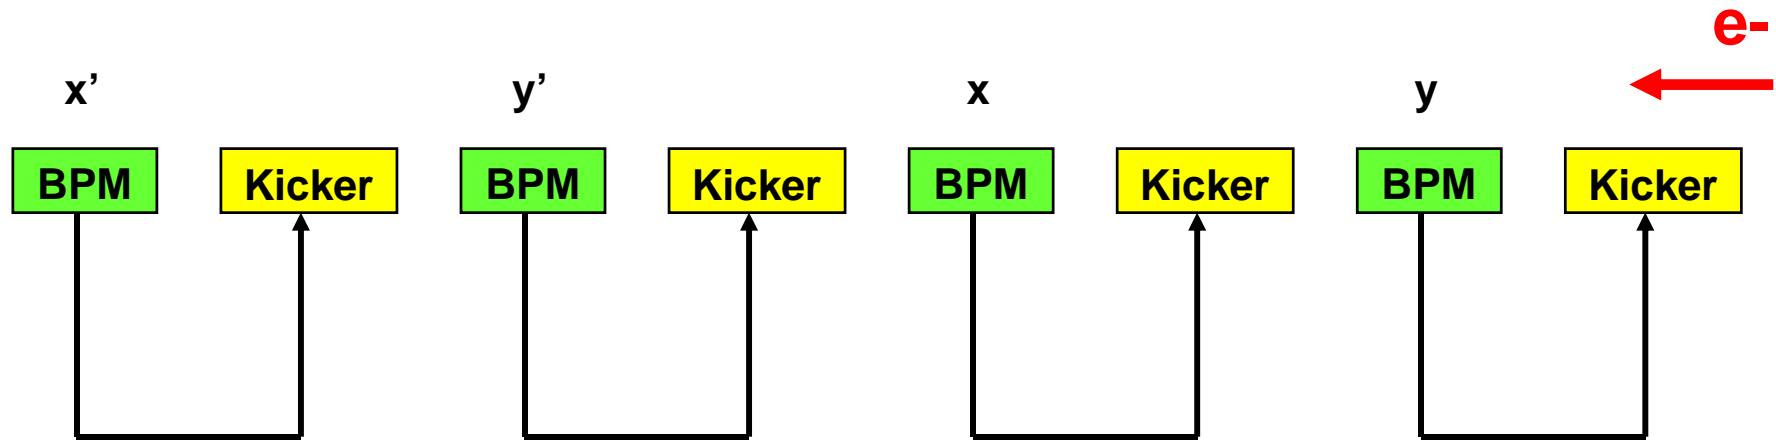 e-
x’
y’
x
y
BPM
Kicker
BPM
Kicker
BPM
Kicker
BPM
Kicker